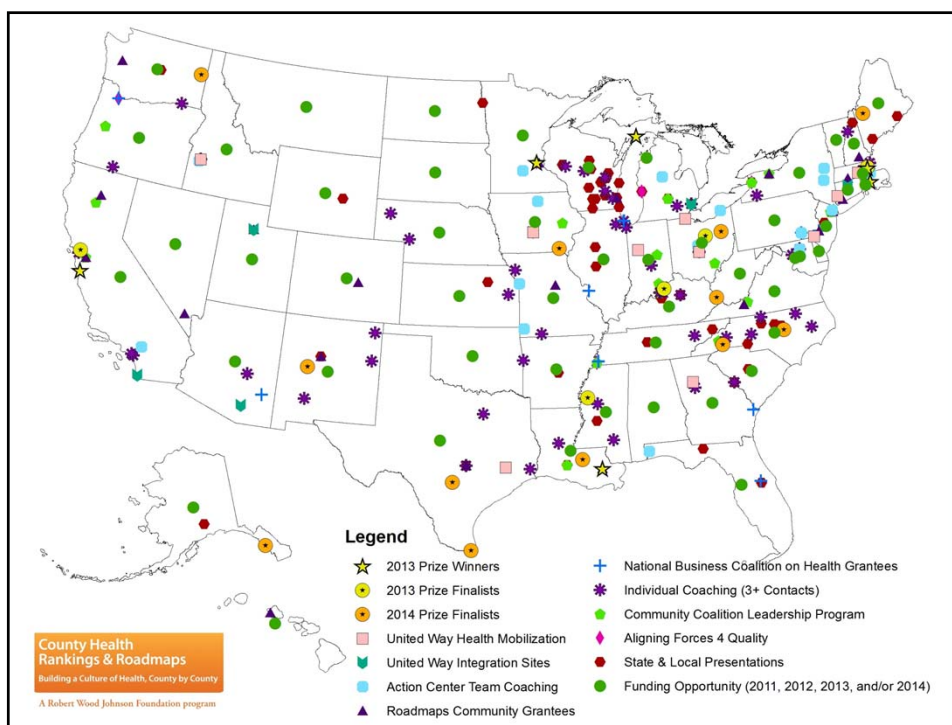 Legend
2013 Prize Winners
2013 Prize Finalists
2014 Prize Finalists
United Way Health Mobilization
United Way Integration Sites
Action Center Team Coaching
Roadmaps Community Grantees
National Business Coalition on Health Grantees
Individual Coaching (3+ Contacts)
Community Coalition Leadership Program
Aligning Forces 4 Quality
State & Local Presentations
Funding Opportunity (2011, 2012, 2013, and/or 2014)
County Health
Rankings & Roadmaps
Building a Culture of Health, County by County
A Robert Wood Johnson Foundation program